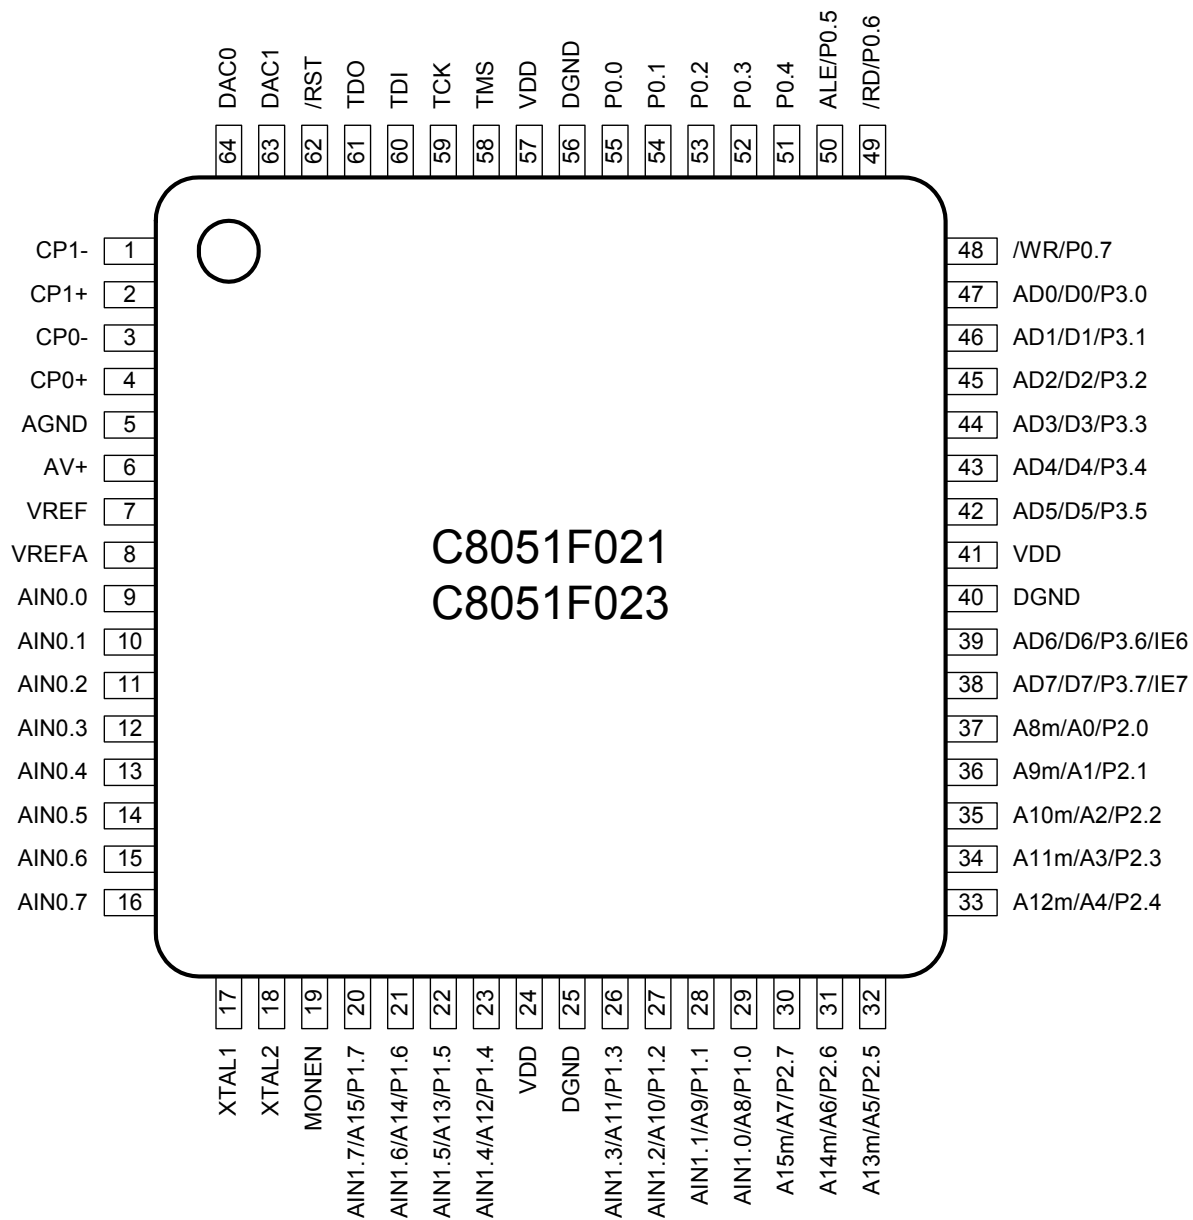 DAC0
DAC1
/RST
TDO
TDI
TCK
TMS
VDD
DGND
P0.0
P0.1
P0.2
P0.3
P0.4
ALE/P0.5
/RD/P0.6
64
63
62
61
60
59
58
57
56
55
54
53
52
51
50
49
CP1- 1
CP1+ 2
CP0- 3
CP0+ 4
AGND 5
AV+ 6
VREF 7
VREFA 8
AIN0.0 9
AIN0.1 10
AIN0.2 11
AIN0.3 12
AIN0.4 13
AIN0.5 14
AIN0.6 15
AIN0.7 16
C8051F021
C8051F023
48 /WR/P0.7
47 AD0/D0/P3.0
46 AD1/D1/P3.1
45 AD2/D2/P3.2
44 AD3/D3/P3.3
43 AD4/D4/P3.4
42 AD5/D5/P3.5
41 VDD
40 DGND
39 AD6/D6/P3.6/IE6
38 AD7/D7/P3.7/IE7
37 A8m/A0/P2.0
36 A9m/A1/P2.1
35 A10m/A2/P2.2
34 A11m/A3/P2.3
33 A12m/A4/P2.4
17
18
19
20
21
22
23
24
25
26
27
28
29
30
31
32
XTAL1
XTAL2
MONEN
AIN1.7/A15/P1.7
AIN1.6/A14/P1.6
AIN1.5/A13/P1.5
AIN1.4/A12/P1.4
VDD
DGND
AIN1.3/A11/P1.3
AIN1.2/A10/P1.2
AIN1.1/A9/P1.1
AIN1.0/A8/P1.0
A15m/A7/P2.7
A14m/A6/P2.6
A13m/A5/P2.5